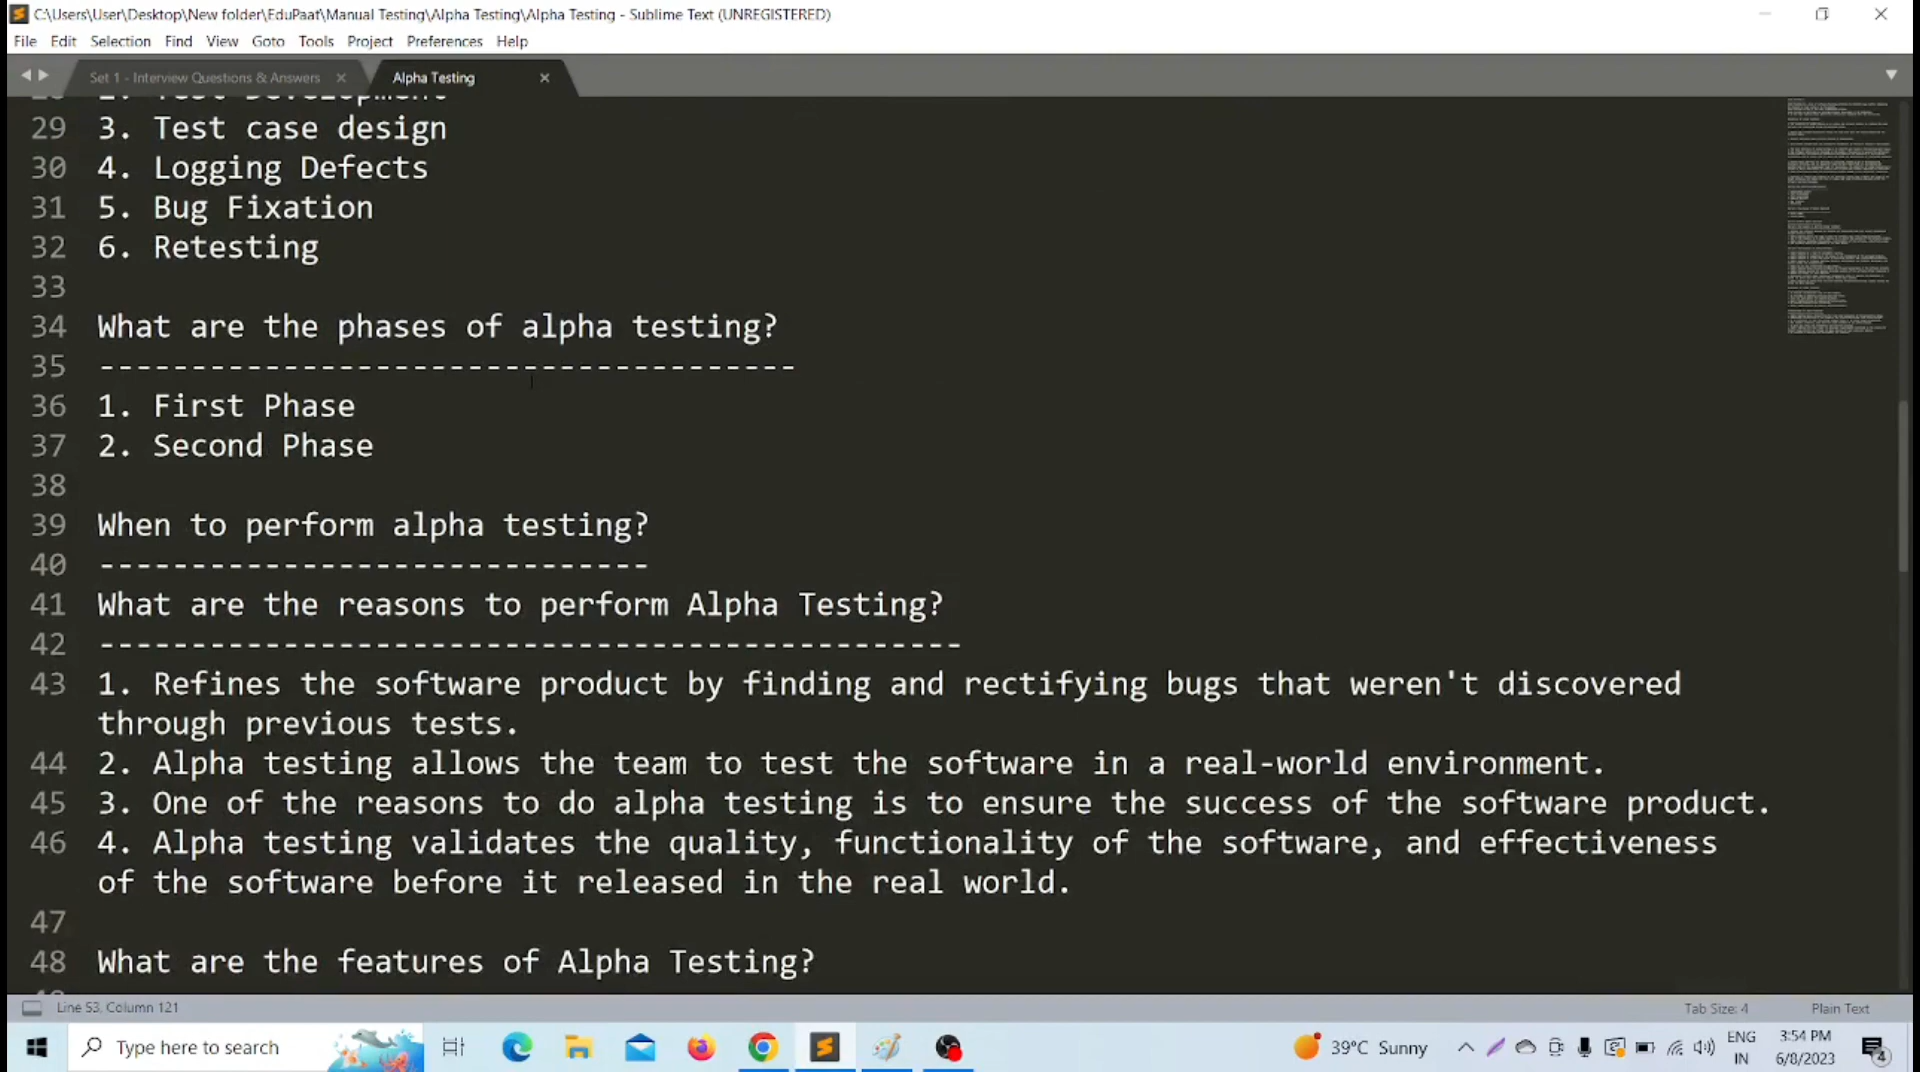 C:\Users\User\Desktop\New folder\EduPaat\Manual Testing\Alpha Testing\Alpha Testing - Sublime Text (UNREGISTERED)
File Edit Selection Find View Goto Tools Project Preferences Help
Set 1 - Interview Questions & Answers Alpha Testing
28 2. Test Development
29 3. Test case design
30 4. Logging Defects
31 5. Bug Fixation
32 6. Retesting
33
34 What are the phases of alpha testing?
35 --------------------------------------
36 1. First Phase
37 2. Second Phase
38
39 When to perform alpha testing?
40 ------------------------------
41 What are the reasons to perform Alpha Testing?
42 -----------------------------------------------
43 1. Refines the software product by finding and rectifying bugs that weren't discovered
through previous tests.
44 2. Alpha testing allows the team to test the software in a real-world environment.
45 3. One of the reasons to do alpha testing is to ensure the success of the software product.
46 4. Alpha testing validates the quality, functionality of the software, and effectiveness
of the software before it released in the real world.
47
48 What are the features of Alpha Testing?
Line 53, Column 121 Tab Size: 4 Plain Text
Type here to search 39°C Sunny ENG IN 3:54 PM 6/8/2023 4